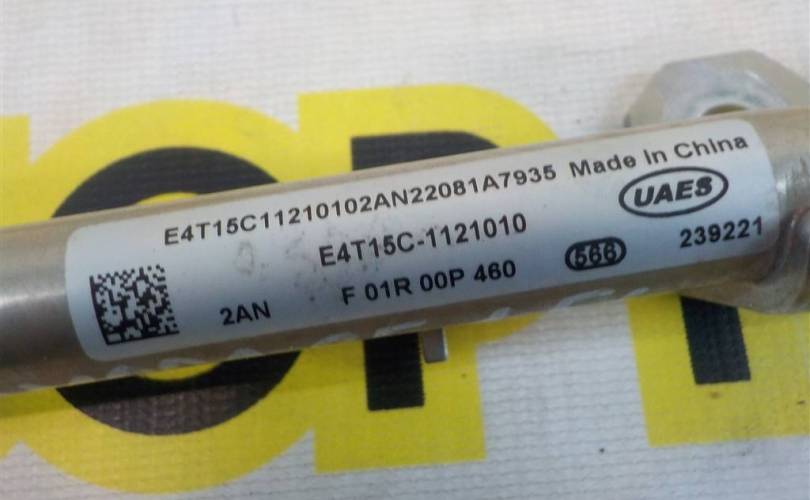 E4T15C11210102AN22081A7935 Made in China
E4T15C-1121010
UAES
2AN
F 01R 00P 460
566
239221